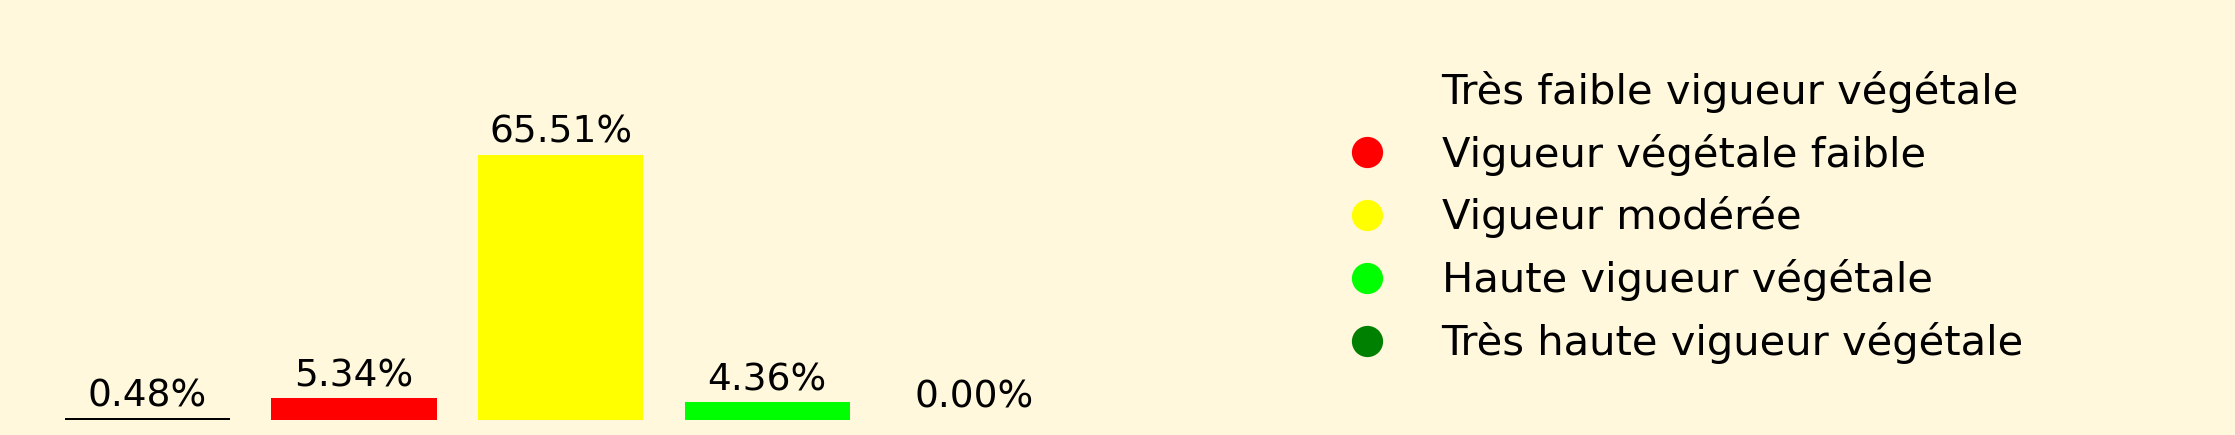 65.51%
5.34%
4.36%
0.48%
0.00%
Très faible vigueur végétale
Vigueur végétale faible
Vigueur modérée
Haute vigueur végétale
Très haute vigueur végétale